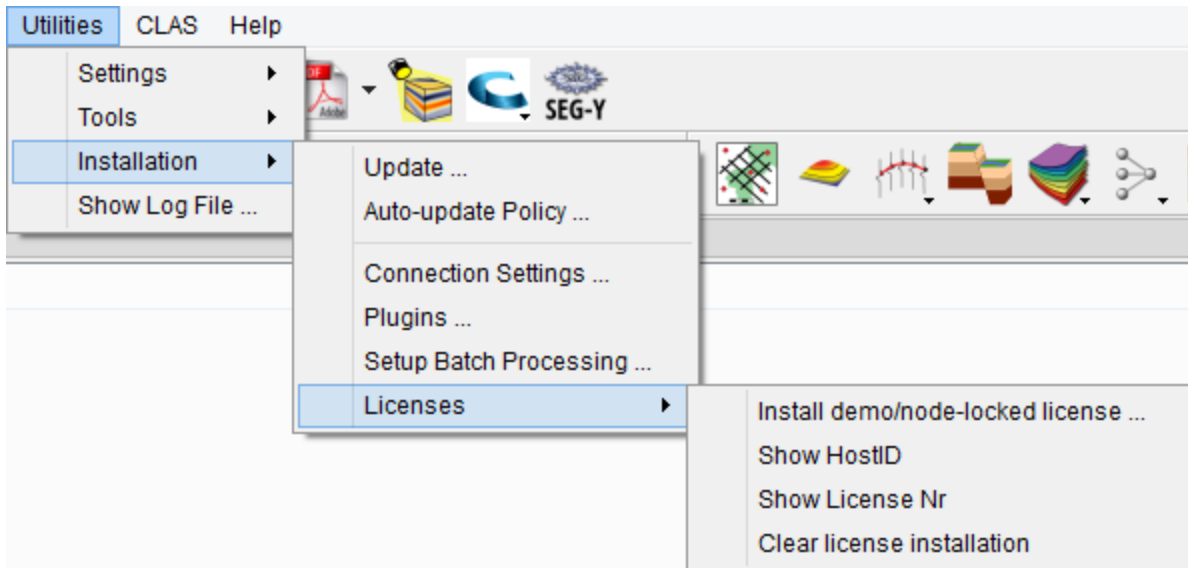 Utilities CLAS Help
Settings
Tools
Installation
Show Log File ...
SEG-Y
Update ...
Auto-update Policy ...
Connection Settings ...
Plugins ...
Setup Batch Processing ...
Licenses
Install demo/node-locked license ...
Show HostID
Show License Nr
Clear license installation